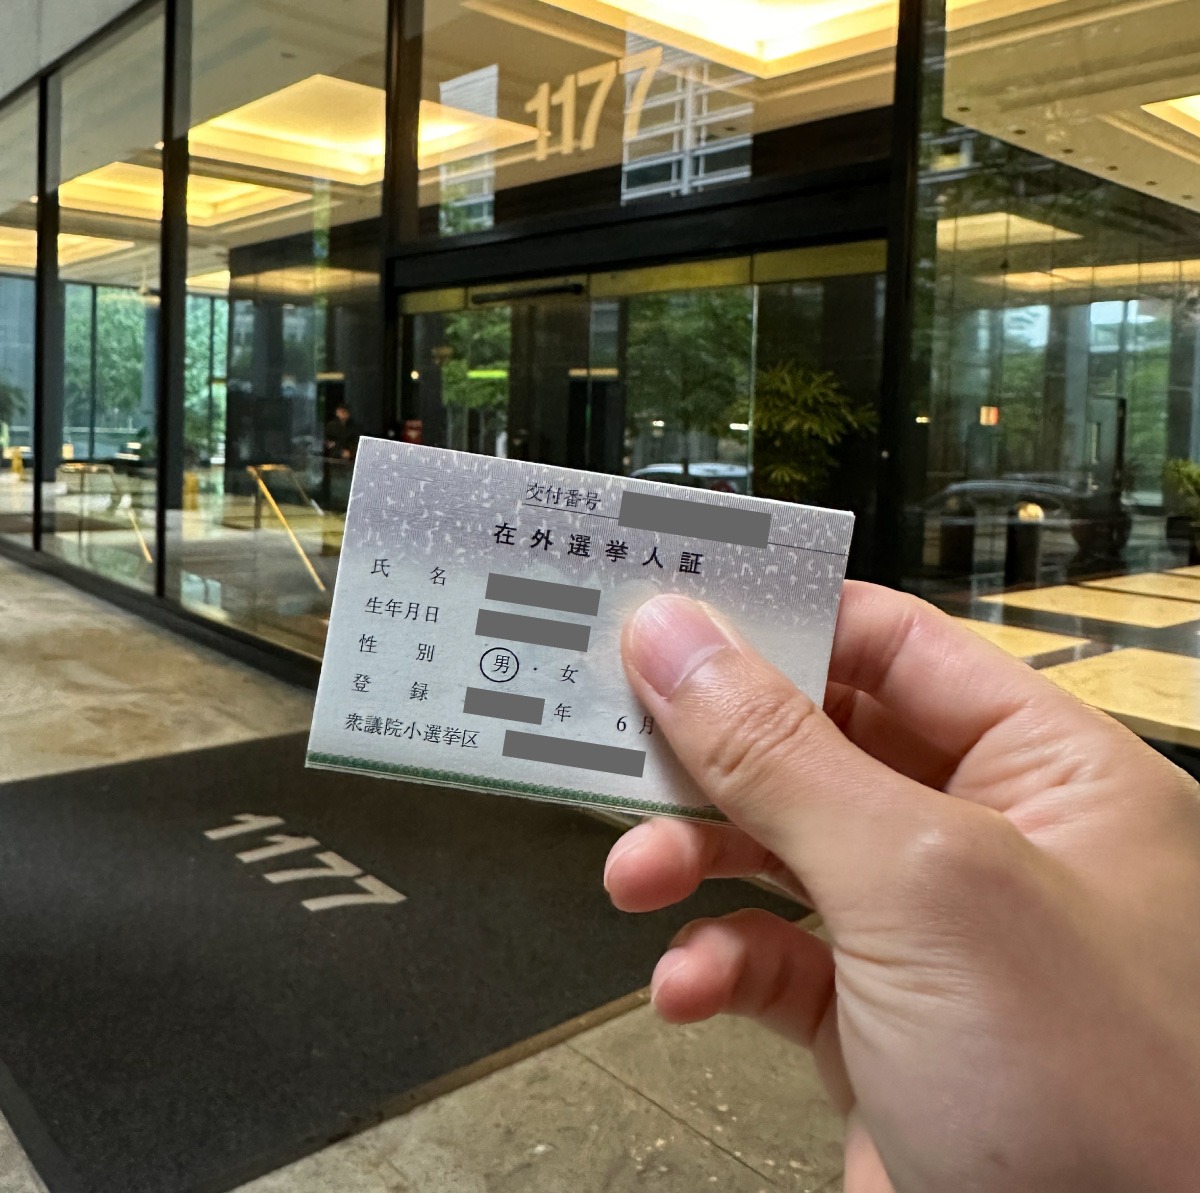 1177
交付番号
在外選挙人証
氏名
生年月日
性別 男・女
登録 年 6月
衆議院小選挙区
1177